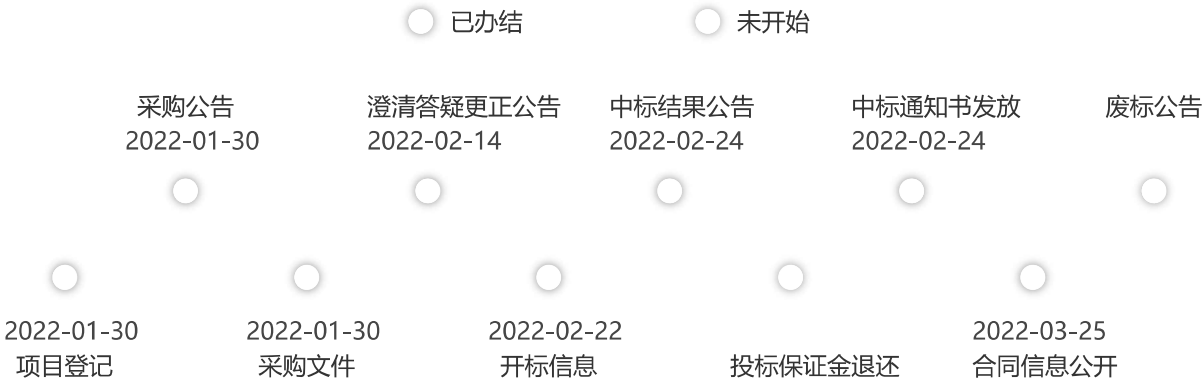 已办结
未开始
采购公告
2022-01-30
澄清答疑更正公告
2022-02-14
中标结果公告
2022-02-24
中标通知书发放
2022-02-24
废标公告
2022-01-30
项目登记
2022-01-30
采购文件
2022-02-22
开标信息
投标保证金退还
2022-03-25
合同信息公开